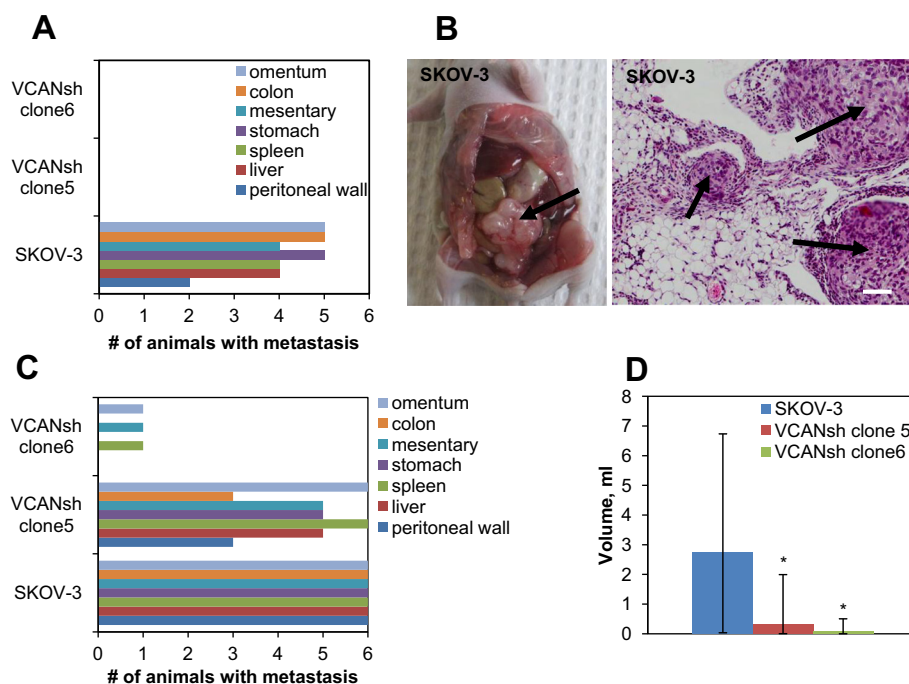 A
VCANsh
clone6
VCANsh
clone5
SKOV-3
omentum
colon
mesentary
stomach
spleen
liver
peritoneal wall
0 1 2 3 4 5 6
# of animals with metastasis
B
SKOV-3
SKOV-3
C
VCANsh
clone6
VCANsh
clone5
SKOV-3
omentum
colon
mesentary
stomach
spleen
liver
peritoneal wall
0 1 2 3 4 5 6
# of animals with metastasis
D
Volume, ml
8
7
6
5
4
3
2
1
0
SKOV-3
VCANsh clone 5
VCANsh clone6
*
*